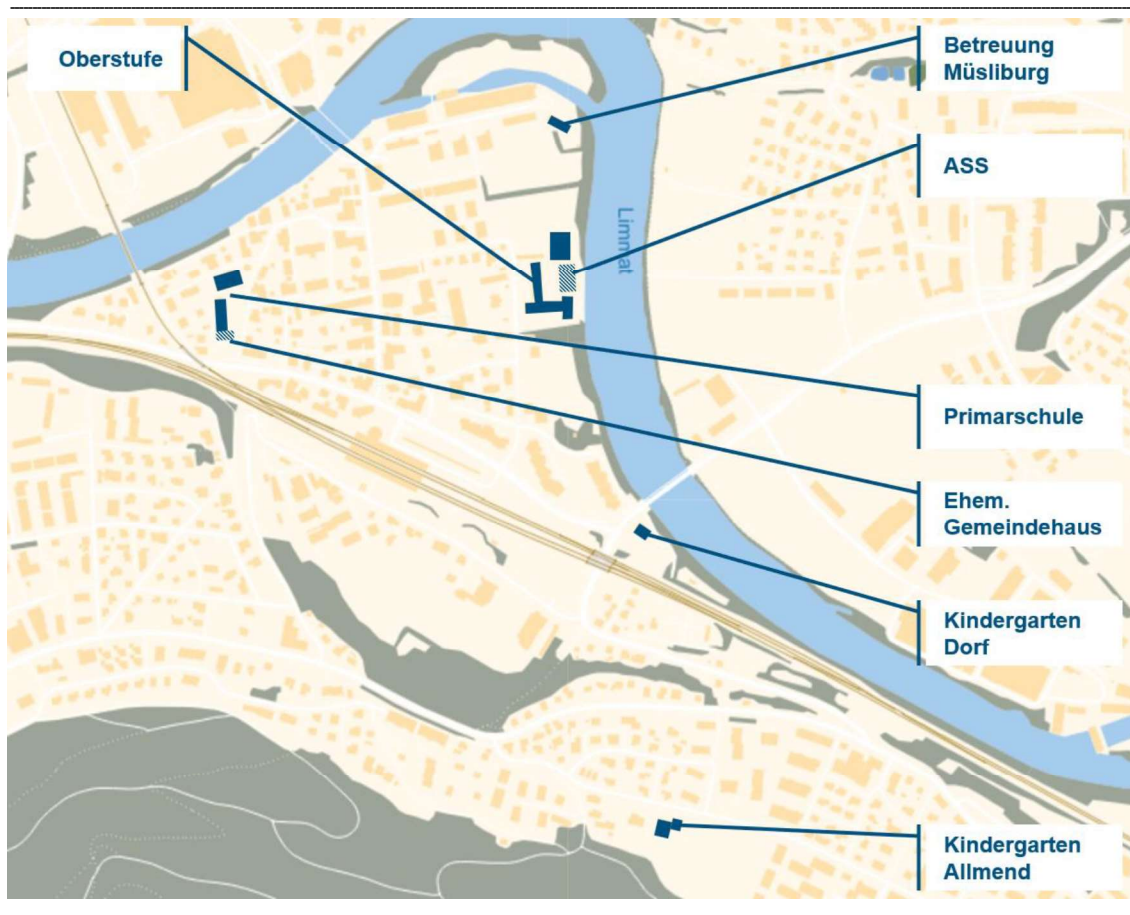 Oberstufe
Betreuung
Müsliburg
ASS
Limmat
Primarschule
Ehem.
Gemeindehaus
Kindergarten
Dorf
Kindergarten
Allmend